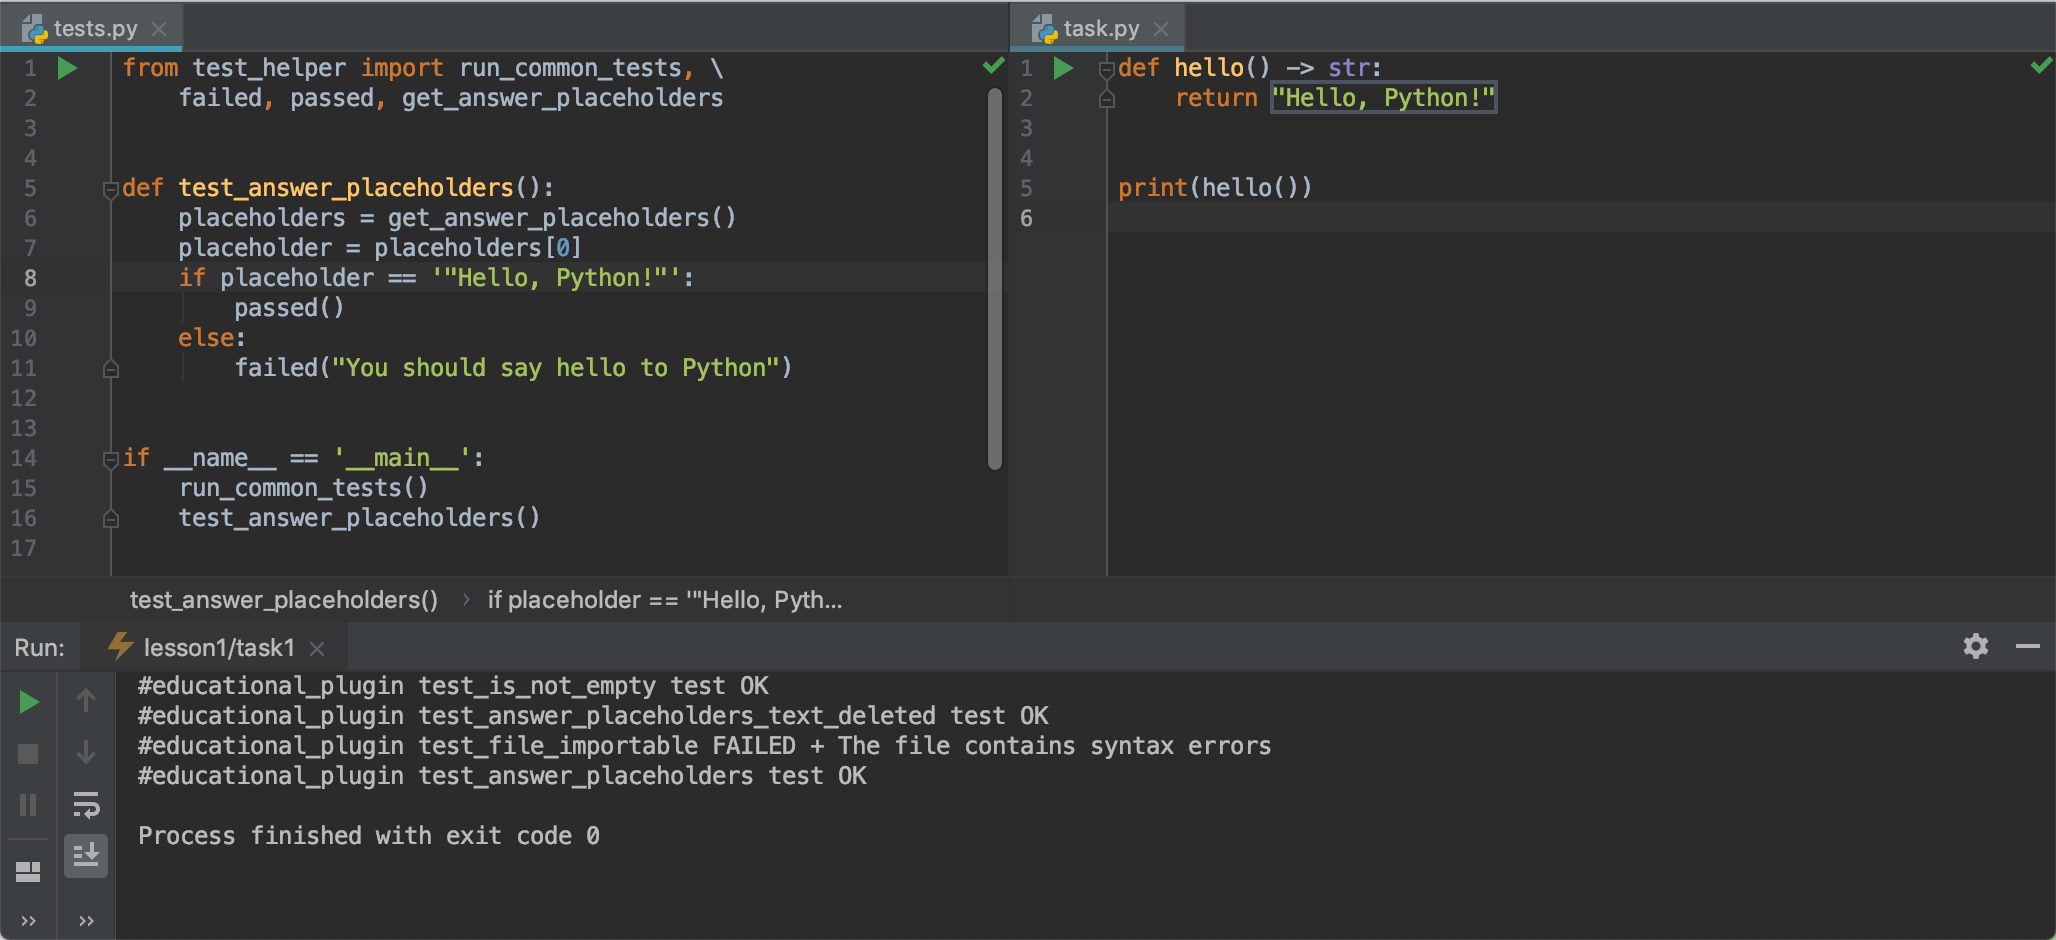 tests.py
1 from test_helper import run_common_tests, \
2 failed, passed, get_answer_placeholders
3
4
5 def test_answer_placeholders():
6 placeholders = get_answer_placeholders()
7 placeholder = placeholders[0]
8 if placeholder == '"Hello, Python!"':
9 passed()
10 else:
11 failed("You should say hello to Python")
12
13
14 if __name__ == '__main__':
15 run_common_tests()
16 test_answer_placeholders()
17
task.py
1 def hello() -> str:
2 return "Hello, Python!"
3
4
5 print(hello())
6
test_answer_placeholders() › if placeholder == '"Hello, Pyth...
Run: lesson1/task1
#educational_plugin test_is_not_empty test OK
#educational_plugin test_answer_placeholders_text_deleted test OK
#educational_plugin test_file_importable FAILED + The file contains syntax errors
#educational_plugin test_answer_placeholders test OK
Process finished with exit code 0